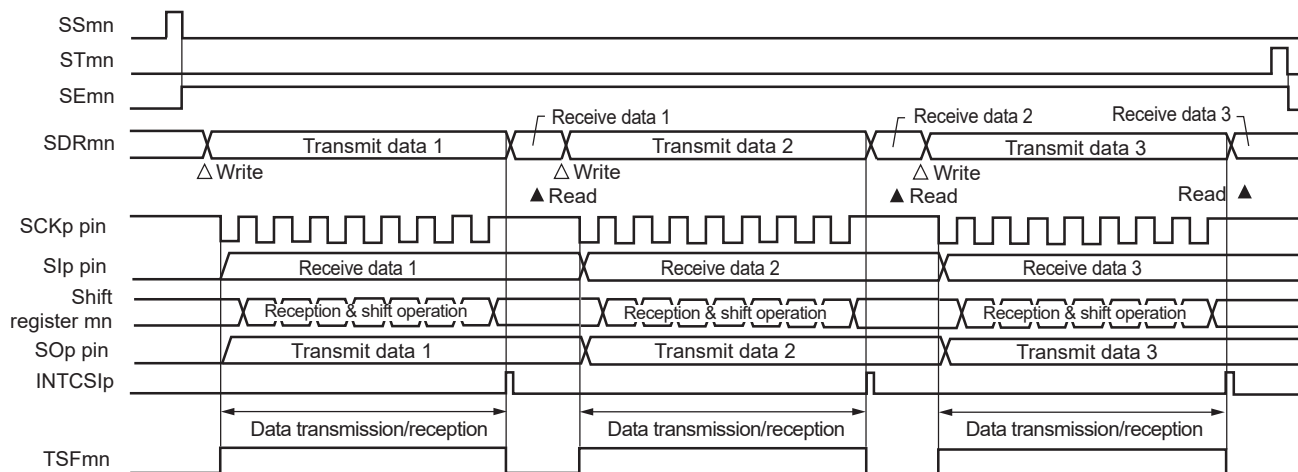 SSmn
STmn
SEmn
Receive data 1 Receive data 2 Receive data 3
SDRmn Transmit data 1 Transmit data 2 Transmit data 3
△ Write △ Write △ Write
▲ Read ▲ Read Read ▲
SCKp pin
SIp pin Receive data 1 Receive data 2 Receive data 3
Shift
register mn Reception & shift operation Reception & shift operation Reception & shift operation
SOp pin Transmit data 1 Transmit data 2 Transmit data 3
INTCSIp
Data transmission/reception Data transmission/reception Data transmission/reception
TSFmn